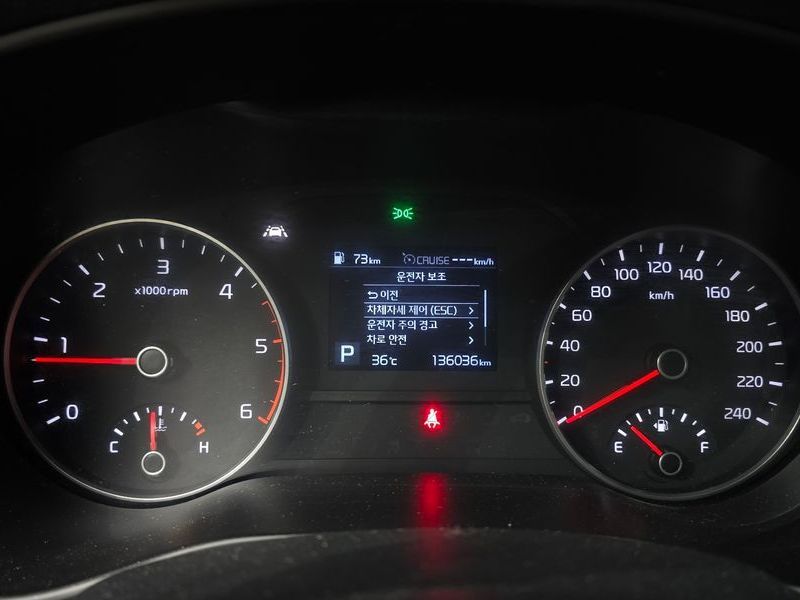 73km CRUISE ---km/h
운전자 보조
이전
차체자세 제어 (ESC)
운전자 주의 경고
차로 안전
P 36℃ 136036km
0 1 2 3 4 5 6
x1000rpm
C H
0 20 40 60 80 100 120 140 160 180 200 220 240
km/h
E F